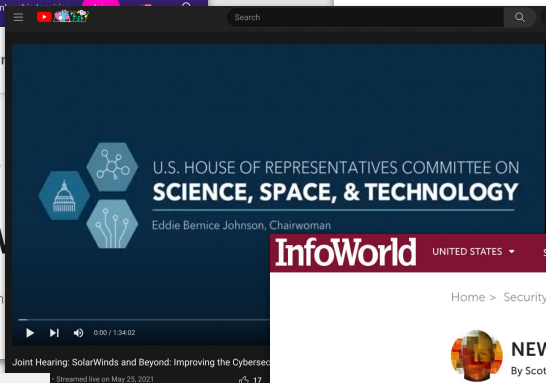 Search
U.S. HOUSE OF REPRESENTATIVES COMMITTEE ON
SCIENCE, SPACE, & TECHNOLOGY
Eddie Bernice Johnson, Chairwoman
0:00 / 1:34:02
Joint Hearing: SolarWinds and Beyond: Improving the Cybersec
• Streamed live on May 25, 2021
17
InfoWorld
UNITED STATES
Home > Security
NEW
By Scot